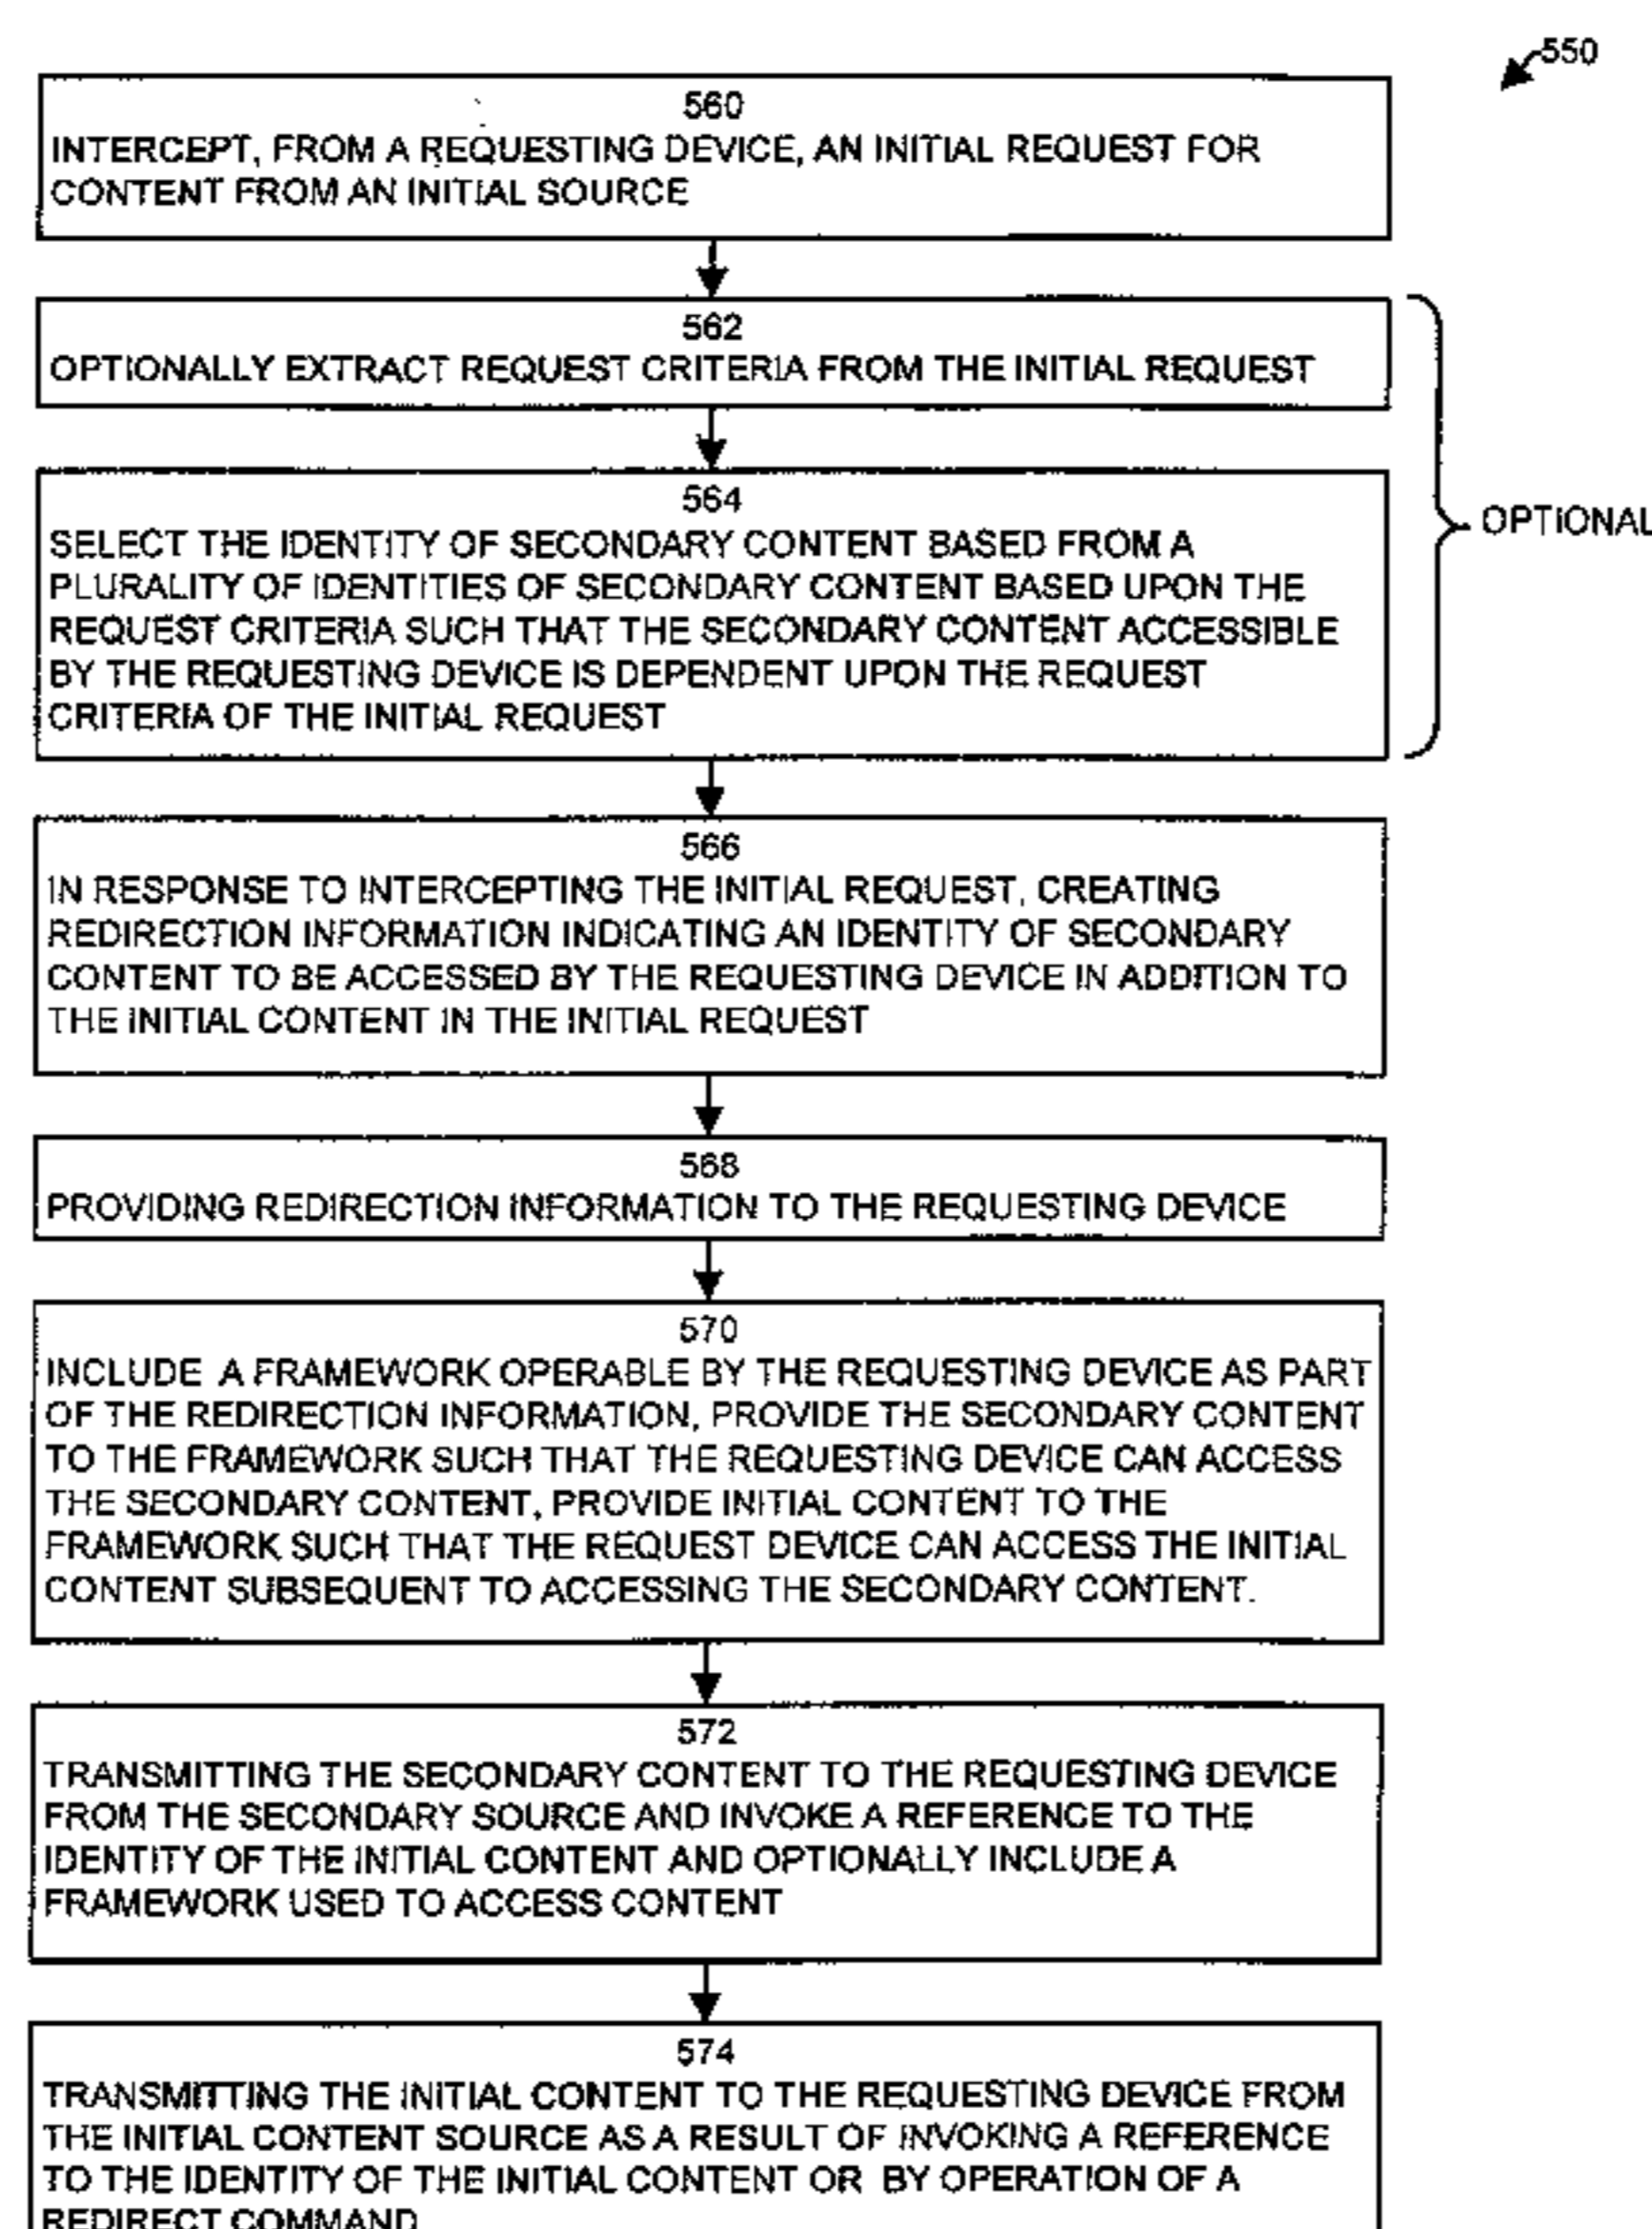 550
560
INTERCEPT, FROM A REQUESTING DEVICE, AN INITIAL REQUEST FOR
CONTENT FROM AN INITIAL SOURCE
562
OPTIONALLY EXTRACT REQUEST CRITERIA FROM THE INITIAL REQUEST
564
SELECT THE IDENTITY OF SECONDARY CONTENT BASED FROM A
PLURALITY OF IDENTITIES OF SECONDARY CONTENT BASED UPON THE
REQUEST CRITERIA SUCH THAT THE SECONDARY CONTENT ACCESSIBLE
BY THE REQUESTING DEVICE IS DEPENDENT UPON THE REQUEST
CRITERIA OF THE INITIAL REQUEST
OPTIONAL
566
IN RESPONSE TO INTERCEPTING THE INITIAL REQUEST, CREATING
REDIRECTION INFORMATION INDICATING AN IDENTITY OF SECONDARY
CONTENT TO BE ACCESSED BY THE REQUESTING DEVICE IN ADDITION TO
THE INITIAL CONTENT IN THE INITIAL REQUEST
568
PROVIDING REDIRECTION INFORMATION TO THE REQUESTING DEVICE
570
INCLUDE A FRAMEWORK OPERABLE BY THE REQUESTING DEVICE AS PART
OF THE REDIRECTION INFORMATION, PROVIDE THE SECONDARY CONTENT
TO THE FRAMEWORK SUCH THAT THE REQUESTING DEVICE CAN ACCESS
THE SECONDARY CONTENT, PROVIDE INITIAL CONTENT TO THE
FRAMEWORK SUCH THAT THE REQUEST DEVICE CAN ACCESS THE INITIAL
CONTENT SUBSEQUENT TO ACCESSING THE SECONDARY CONTENT.
572
TRANSMITTING THE SECONDARY CONTENT TO THE REQUESTING DEVICE
FROM THE SECONDARY SOURCE AND INVOKE A REFERENCE TO THE
IDENTITY OF THE INITIAL CONTENT AND OPTIONALLY INCLUDE A
FRAMEWORK USED TO ACCESS CONTENT
574
TRANSMITTING THE INITIAL CONTENT TO THE REQUESTING DEVICE FROM
THE INITIAL CONTENT SOURCE AS A RESULT OF INVOKING A REFERENCE
TO THE IDENTITY OF THE INITIAL CONTENT OR BY OPERATION OF A
REDIRECT COMMAND